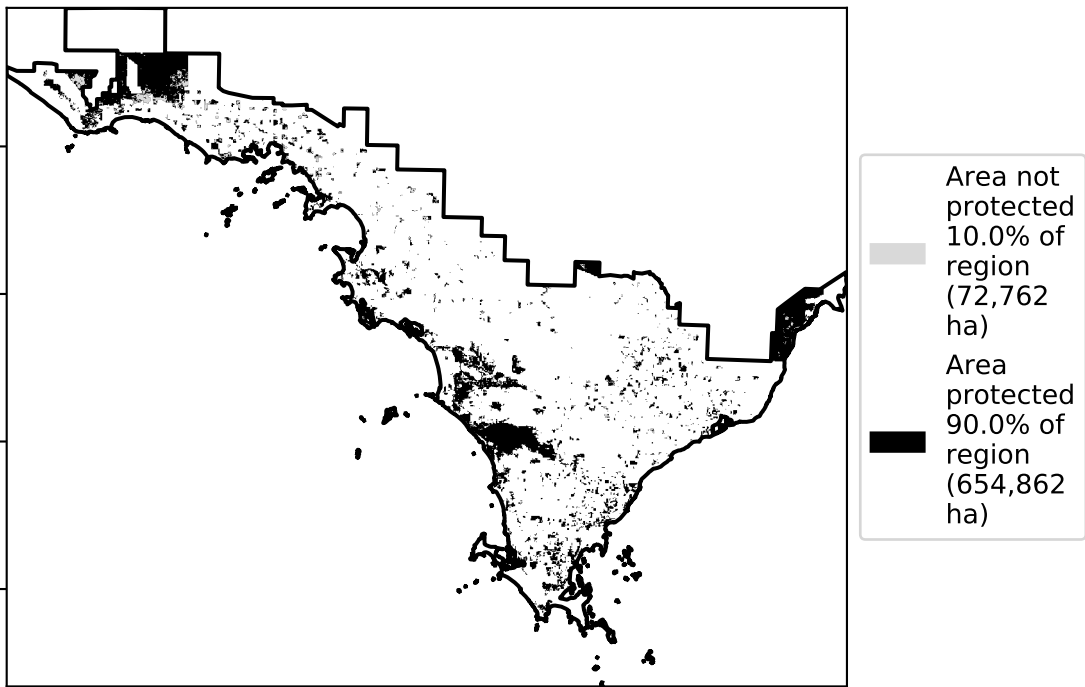 Area not
protected
10.0% of
region
(72,762
ha)
Area
protected
90.0% of
region
(654,862
ha)